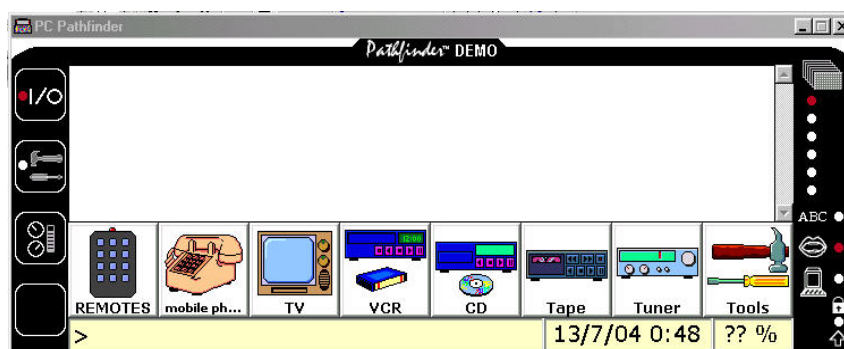 PC Pathfinder
Pathfinder™ DEMO
I/O
ABC
12:00
REMOTES mobile ph... TV VCR CD Tape Tuner Tools
> 13/7/04 0:48 ?? %